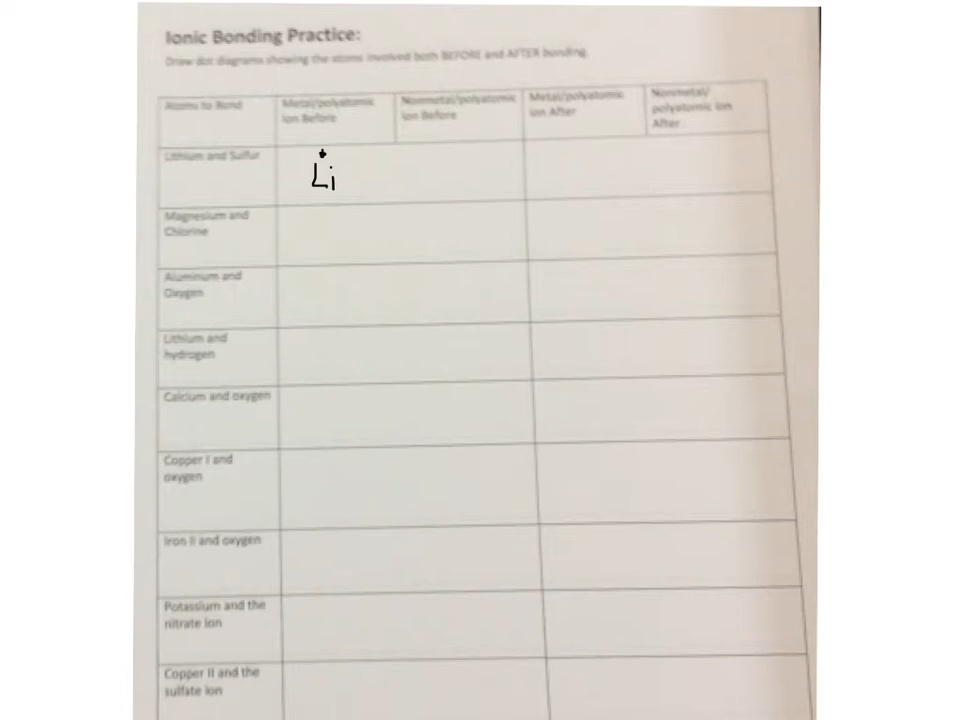 Ionic Bonding Practice:
Draw dot diagrams showing the atoms involved both BEFORE and AFTER bonding.
Atoms to Bond
Metal/polyatomic
Ion Before
Nonmetal/polyatomic
Ion Before
Metal/polyatomic
Ion After
Nonmetal/
polyatomic Ion
After
Lithium and Sulfur
Li
Magnesium and
Chlorine
Aluminum and
Oxygen
Lithium and
hydrogen
Calcium and oxygen
Copper I and
oxygen
Iron II and oxygen
Potassium and the
nitrate ion
Copper II and the
sulfate ion